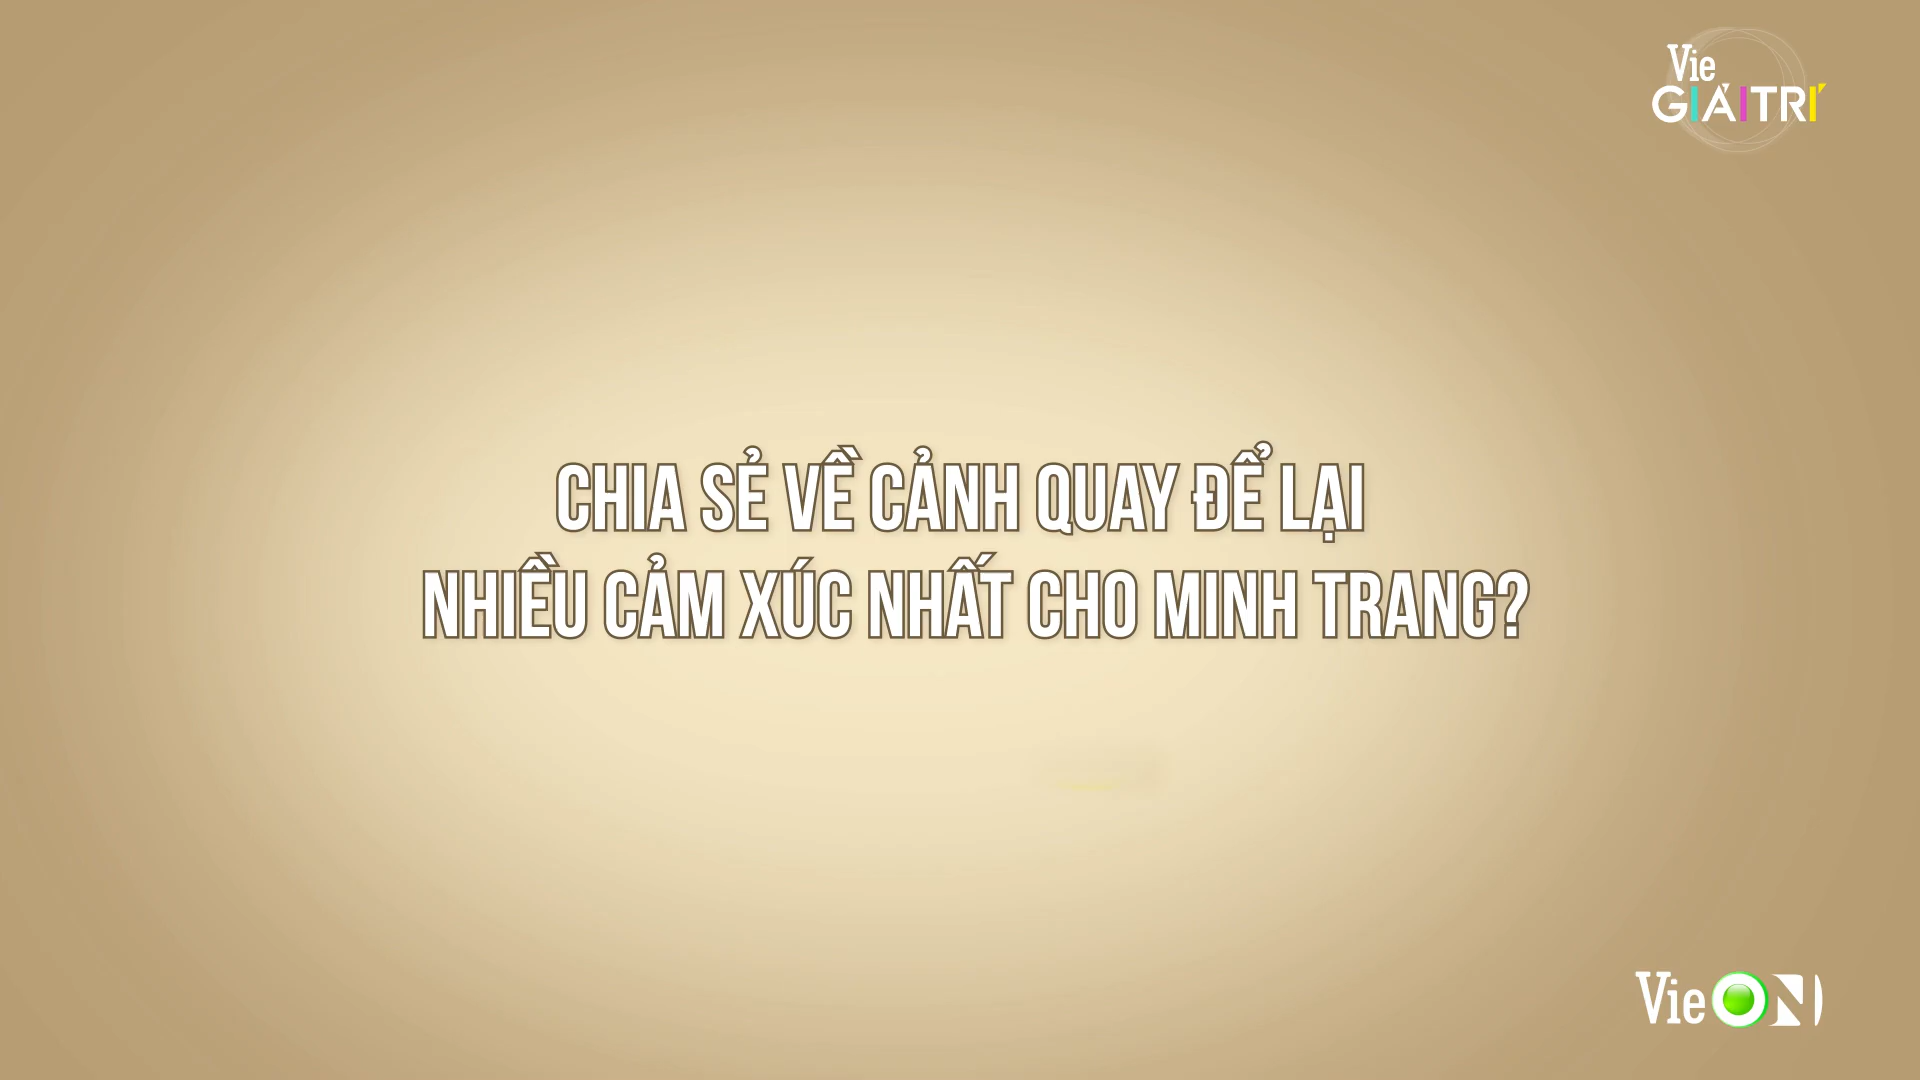 Vie
GIẢI TRÍ
CHIA SẺ VỀ CẢNH QUAY ĐỂ LẠI
NHIỀU CẢM XÚC NHẤT CHO MINH TRANG?
VieON